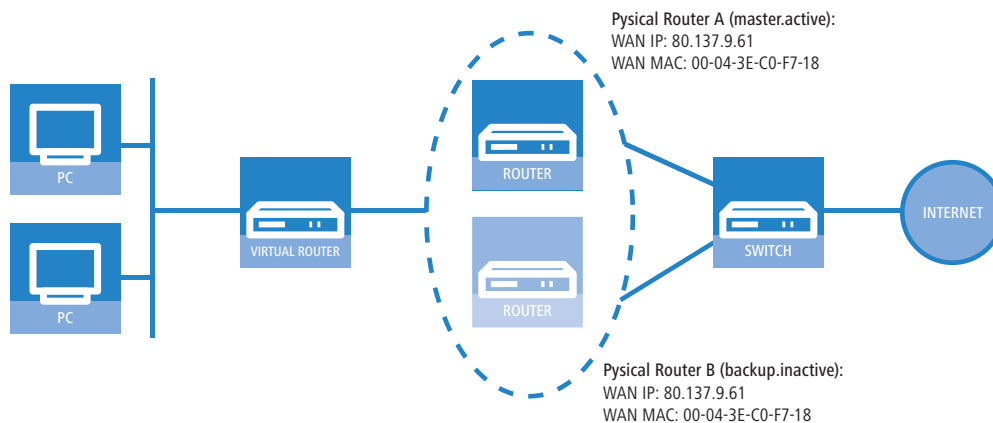 Pysical Router A (master.active):
WAN IP: 80.137.9.61
WAN MAC: 00-04-3E-C0-F7-18
PC
PC
VIRTUAL ROUTER
ROUTER
ROUTER
SWITCH
INTERNET
Pysical Router B (backup.inactive):
WAN IP: 80.137.9.61
WAN MAC: 00-04-3E-C0-F7-18